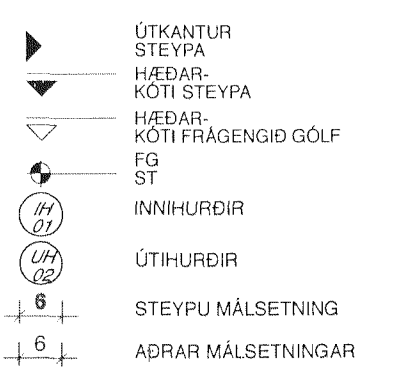 ÚTKANTUR
STEYPA
HÆÐAR-
KÓTI STEYPA
HÆÐAR-
KÓTI FRÁGENGIÐ GÓLF
FG
ST
IH
01
INNIHURÐIR
UH
02
ÚTIHURÐIR
6
STEYPU MÁLSETNING
6
AÐRAR MÁLSETNINGAR